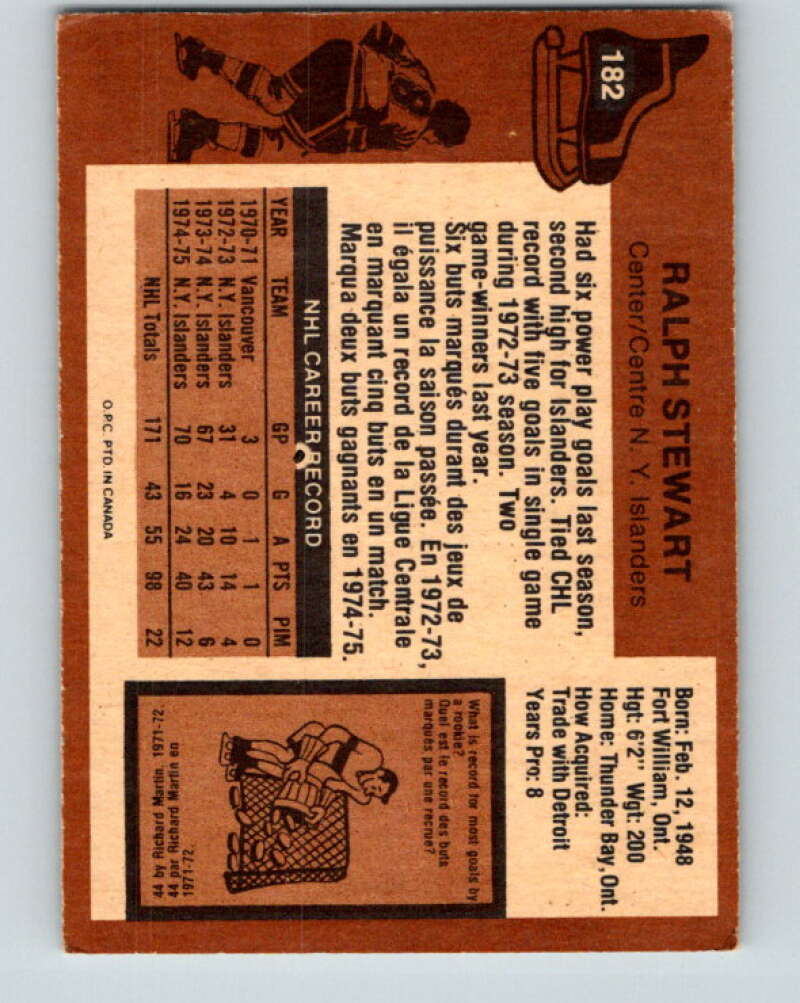 182
RALPH STEWART
Center/Centre N. Y. Islanders
Born: Feb. 12, 1948
Fort William, Ont.
Hgt: 6'2" Wgt: 200
Home: Thunder Bay, Ont.
How Acquired:
Trade with Detroit
Years Pro: 8
Had six power play goals last season,
second high for Islanders. Tied CHL
record with five goals in single game
during 1972-73 season. Two
game-winners last year.
Six buts marqués durant des jeux de
puissance la saison passée. En 1972-73,
il égala un record de la Ligue Centrale
en marquant cinq buts en un match.
Marqua deux buts gagnants en 1974-75.
NHL CAREER RECORD
YEAR TEAM GP G A PTS PIM
1970-71 Vancouver 3 0 1 1 0
1972-73 N.Y. Islanders 31 4 10 14 4
1973-74 N.Y. Islanders 67 23 20 43 6
1974-75 N.Y. Islanders 70 16 24 40 12
NHL Totals 171 43 55 98 22
What is record for most goals by
a rookie?
Quel est le record des buts
marqués par une recrue?
44 by Richard Martin 1971-72.
44 par Richard Martin en
1971-72.
O.P.C. PTD. IN CANADA